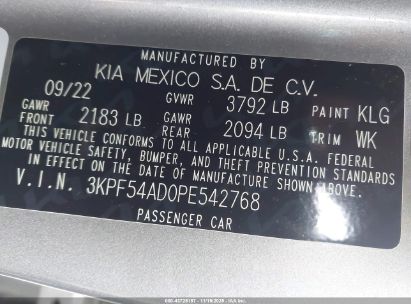 MANUFACTURED BY
KIA MEXICO S.A. DE C.V.
09/22 GVWR 3792 LB PAINT KLG
GAWR FRONT 2183 LB GAWR REAR 2094 LB TRIM WK
THIS VEHICLE CONFORMS TO ALL APPLICABLE U.S.A. FEDERAL
MOTOR VEHICLE SAFETY, BUMPER, AND THEFT PREVENTION STANDARDS
IN EFFECT ON THE DATE OF MANUFACTURE SHOWN ABOVE.
V.I.N. 3KPF54AD0PE542768
PASSENGER CAR